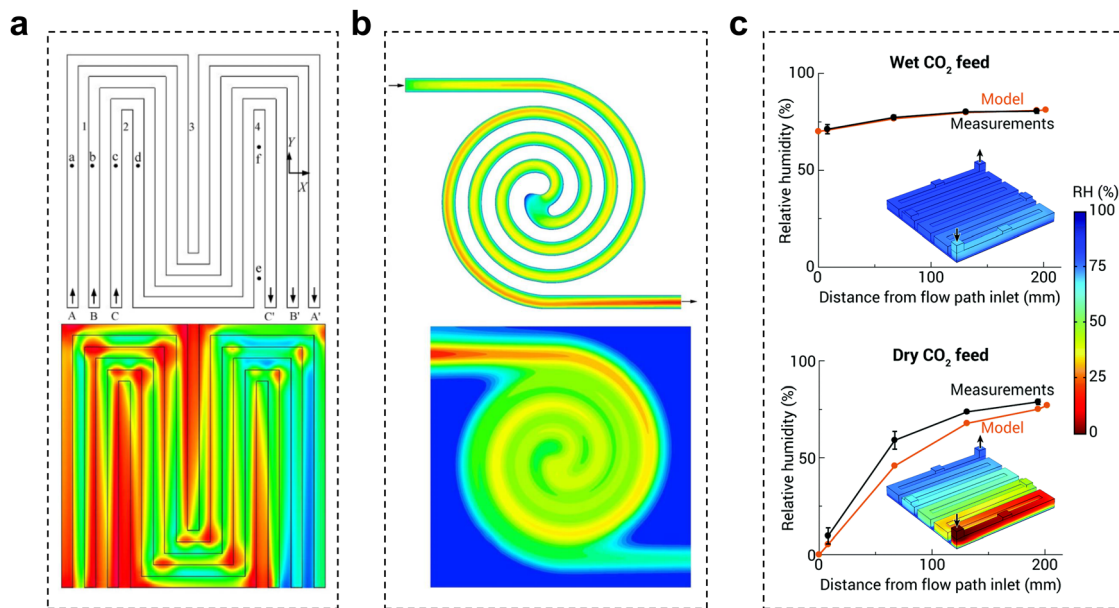 a
1
2
3
4
a
b
c
d
f
e
Y
X
A
B
C
C'
B'
A'
b
c
Wet CO₂ feed
Relative humidity (%)
100
50
0
Model
Measurements
0
100
200
Distance from flow path inlet (mm)
RH (%)
100
75
50
25
0
Dry CO₂ feed
Relative humidity (%)
100
50
0
Measurements
Model
0
100
200
Distance from flow path inlet (mm)